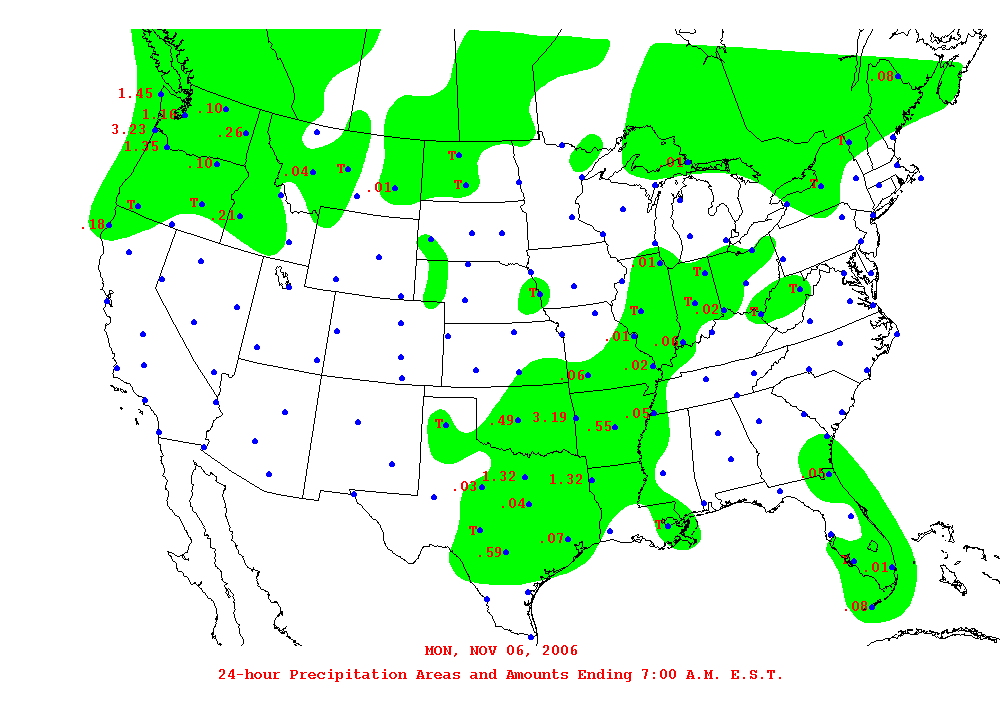 .08
1.45
.10
1.16
3.23
.26
T
1.35
T
.10
.01
T
.04
T
T
.01
T
T
T
.21
.18
.01
T
T
T
T
.02
T
.01
.06
.02
.06
.05
.49
3.19
.55
T
1.32
1.32
.05
.03
.04
T
T
.07
.59
.01
.08
MON, NOV 06, 2006
24-hour Precipitation Areas and Amounts Ending 7:00 A.M. E.S.T.